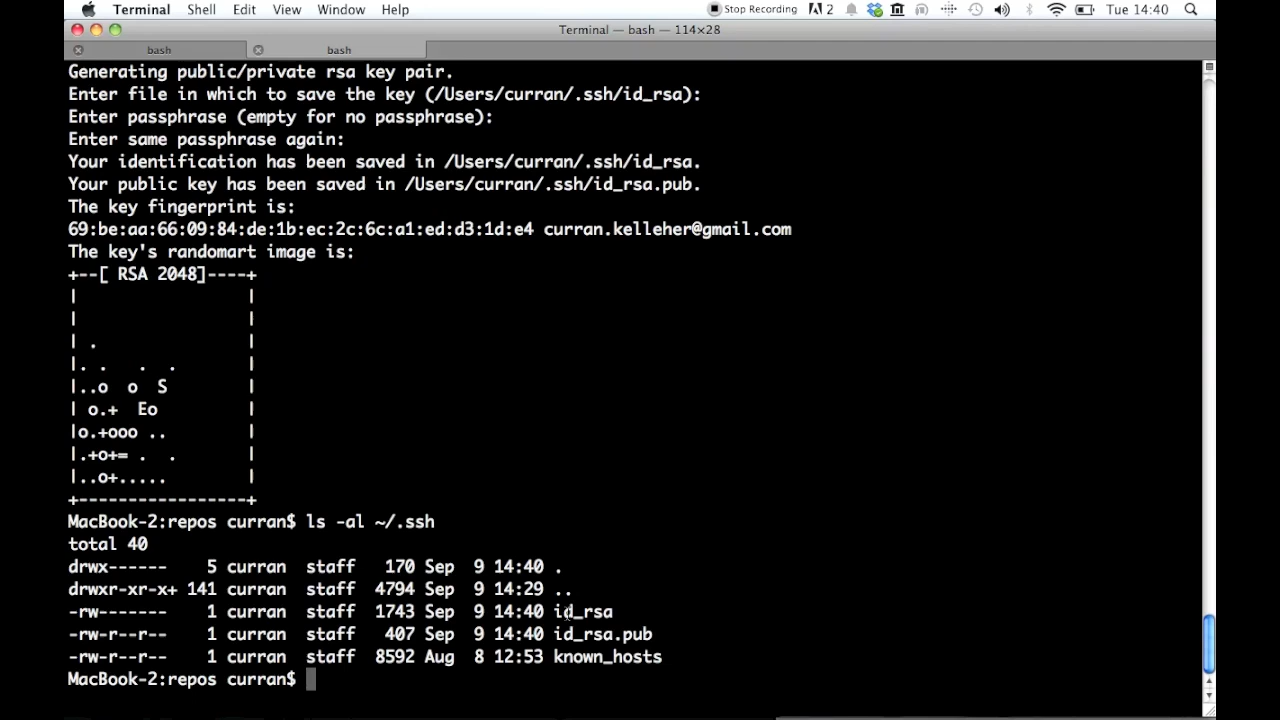 Terminal Shell Edit View Window Help Stop Recording 2 Tue 14:40
Terminal — bash — 114×28
bash bash
Generating public/private rsa key pair.
Enter file in which to save the key (/Users/curran/.ssh/id_rsa):
Enter passphrase (empty for no passphrase):
Enter same passphrase again:
Your identification has been saved in /Users/curran/.ssh/id_rsa.
Your public key has been saved in /Users/curran/.ssh/id_rsa.pub.
The key fingerprint is:
69:be:aa:66:09:84:de:1b:ec:2c:6c:a1:ed:d3:1d:e4 curran.kelleher@gmail.com
The key's randomart image is:
+--[ RSA 2048]----+
|                 |
|                 |
| .               |
|. .   .  .       |
|..o  o  S        |
| o.+  Eo         |
|o.+ooo ..        |
|.+o+= .  .       |
|..o+.....        |
+-----------------+
MacBook-2:repos curran$ ls -al ~/.ssh
total 40
drwx------   5 curran  staff   170 Sep  9 14:40 .
drwxr-xr-x+ 141 curran  staff  4794 Sep  9 14:29 ..
-rw-------   1 curran  staff  1743 Sep  9 14:40 id_rsa
-rw-r--r--   1 curran  staff   407 Sep  9 14:40 id_rsa.pub
-rw-r--r--   1 curran  staff  8592 Aug  8 12:53 known_hosts
MacBook-2:repos curran$